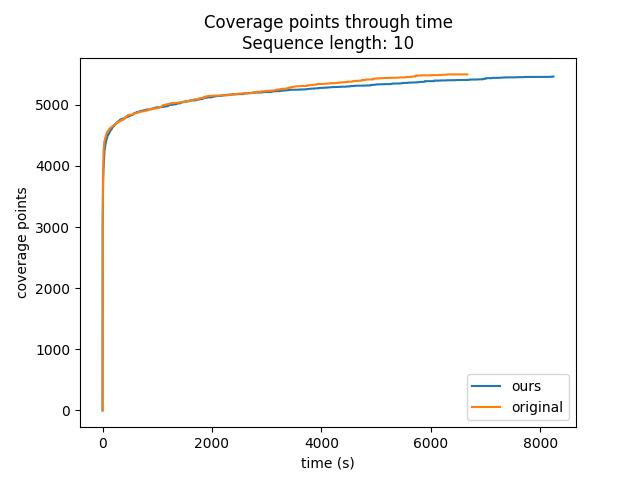 Coverage points through time
Sequence length: 10
coverage points
5000
4000
3000
2000
1000
0
0 2000 4000 6000 8000
time (s)
ours
original